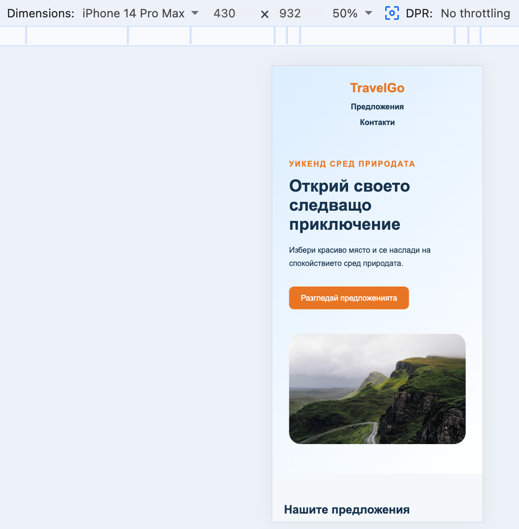 Dimensions: iPhone 14 Pro Max 430 × 932 50% DPR: No throttling
TravelGo
Предложения
Контакти
УИКЕНД СРЕД ПРИРОДАТА
Открий своето
следващо
приключение
Избери красиво място и се наслади на
спокойствието сред природата.
Разгледай предложенията
Нашите предложения